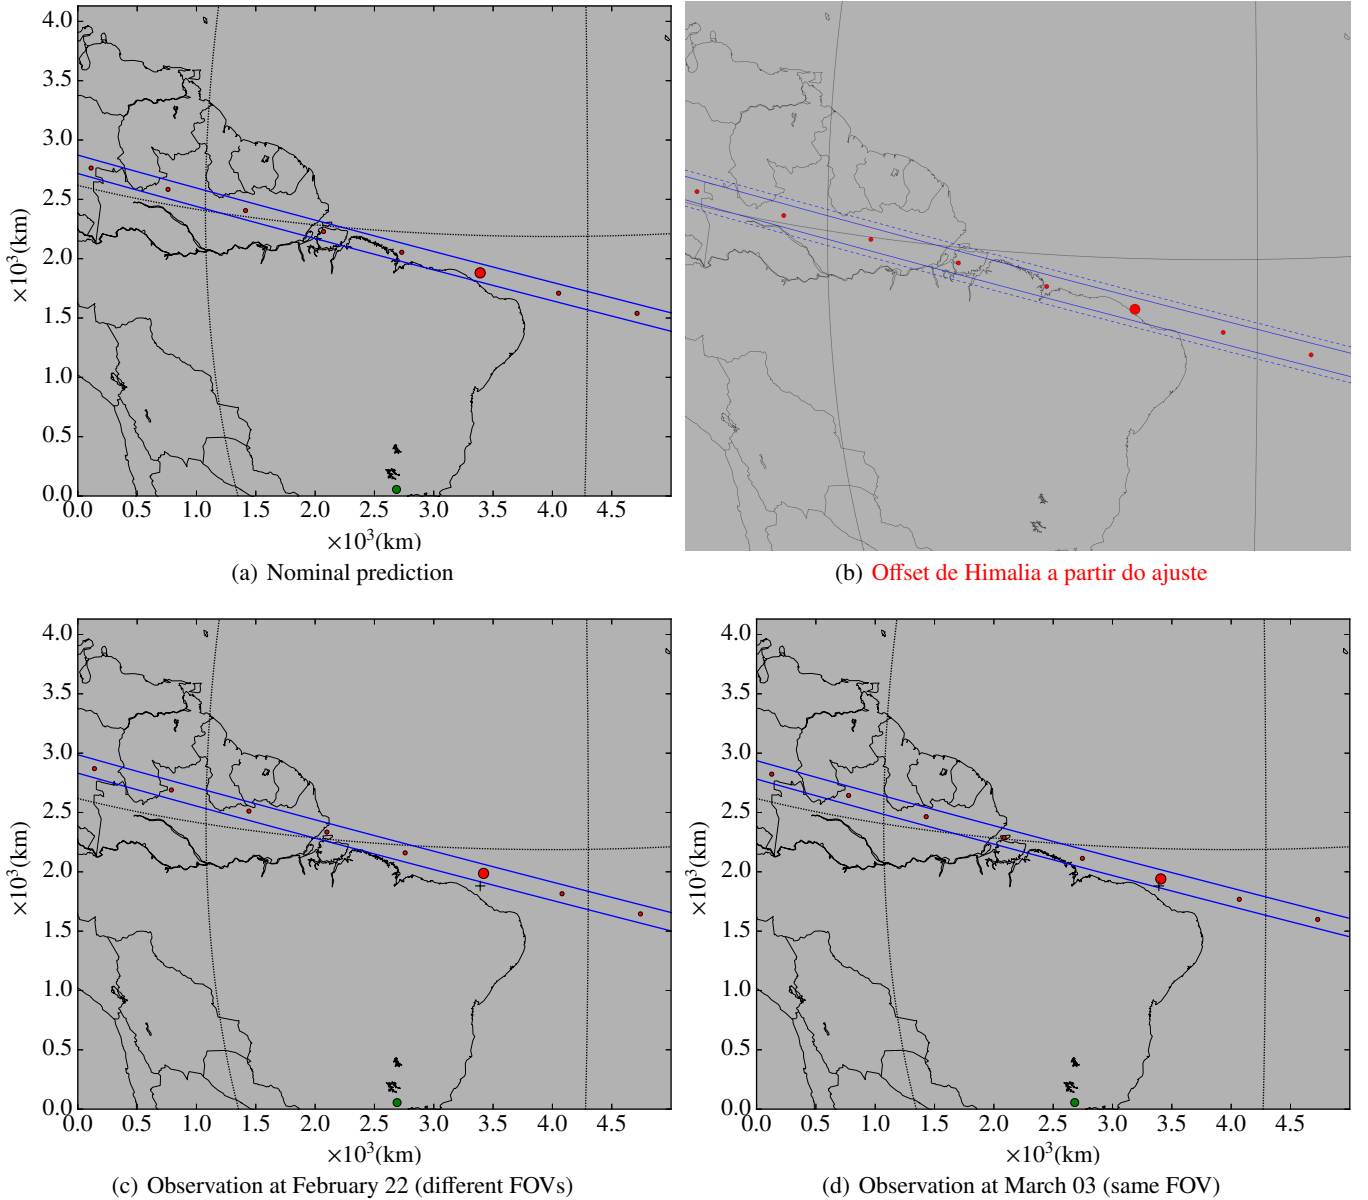 4.0
3.5
3.0
2.5
2.0
1.5
1.0
0.5
0.0
×10³(km)
0.0 0.5 1.0 1.5 2.0 2.5 3.0 3.5 4.0 4.5
×10³(km)
(a) Nominal prediction
(b) Offset de Himalia a partir do ajuste
4.0
3.5
3.0
2.5
2.0
1.5
1.0
0.5
0.0
×10³(km)
0.0 0.5 1.0 1.5 2.0 2.5 3.0 3.5 4.0 4.5
×10³(km)
(c) Observation at February 22 (different FOVs)
4.0
3.5
3.0
2.5
2.0
1.5
1.0
0.5
0.0
×10³(km)
0.0 0.5 1.0 1.5 2.0 2.5 3.0 3.5 4.0 4.5
×10³(km)
(d) Observation at March 03 (same FOV)